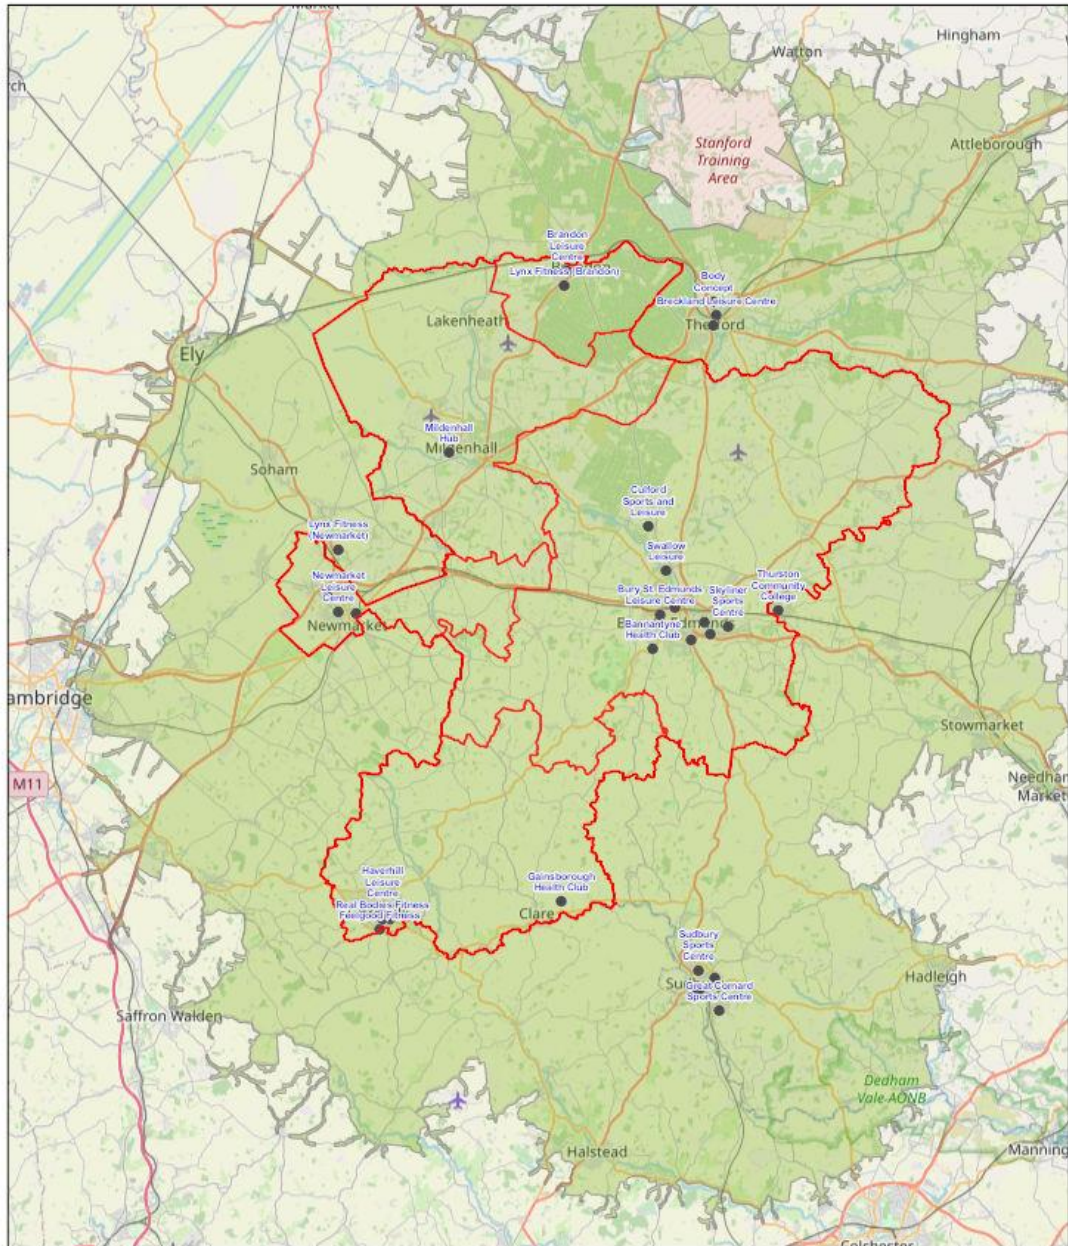 Market
Hingham
Watton
rch
Attleborough
Stanford
Training
Area
Brandon
Leisure
Centre
Lynx Fitness (Brandon)
Body
Concept
Breckland Leisure Centre
Lakenheath
Ely
Mildenhall
Hub
Soham
Culford
Sports and
Leisure
Lynx Fitness
(Newmarket)
Swallow
Leisure
Newmarket
Leisure
Centre
Newmarket
Bury St. Edmunds
Leisure Centre
Skyliner
Sports
Centre
Thurston
Community
College
Bannantyne
Health Club
ambridge
Stowmarket
M11
Needham
Market
Haverhill
Leisure
Centre
Real Bodies Fitness
Feelgood Fitness
Gainsborough
Health Club
Clare
Sudbury
Sports
Centre
Great Cornard
Sports Centre
Hadleigh
Saffron Walden
Dedham
Vale AONB
Halstead
Manning
Colchester